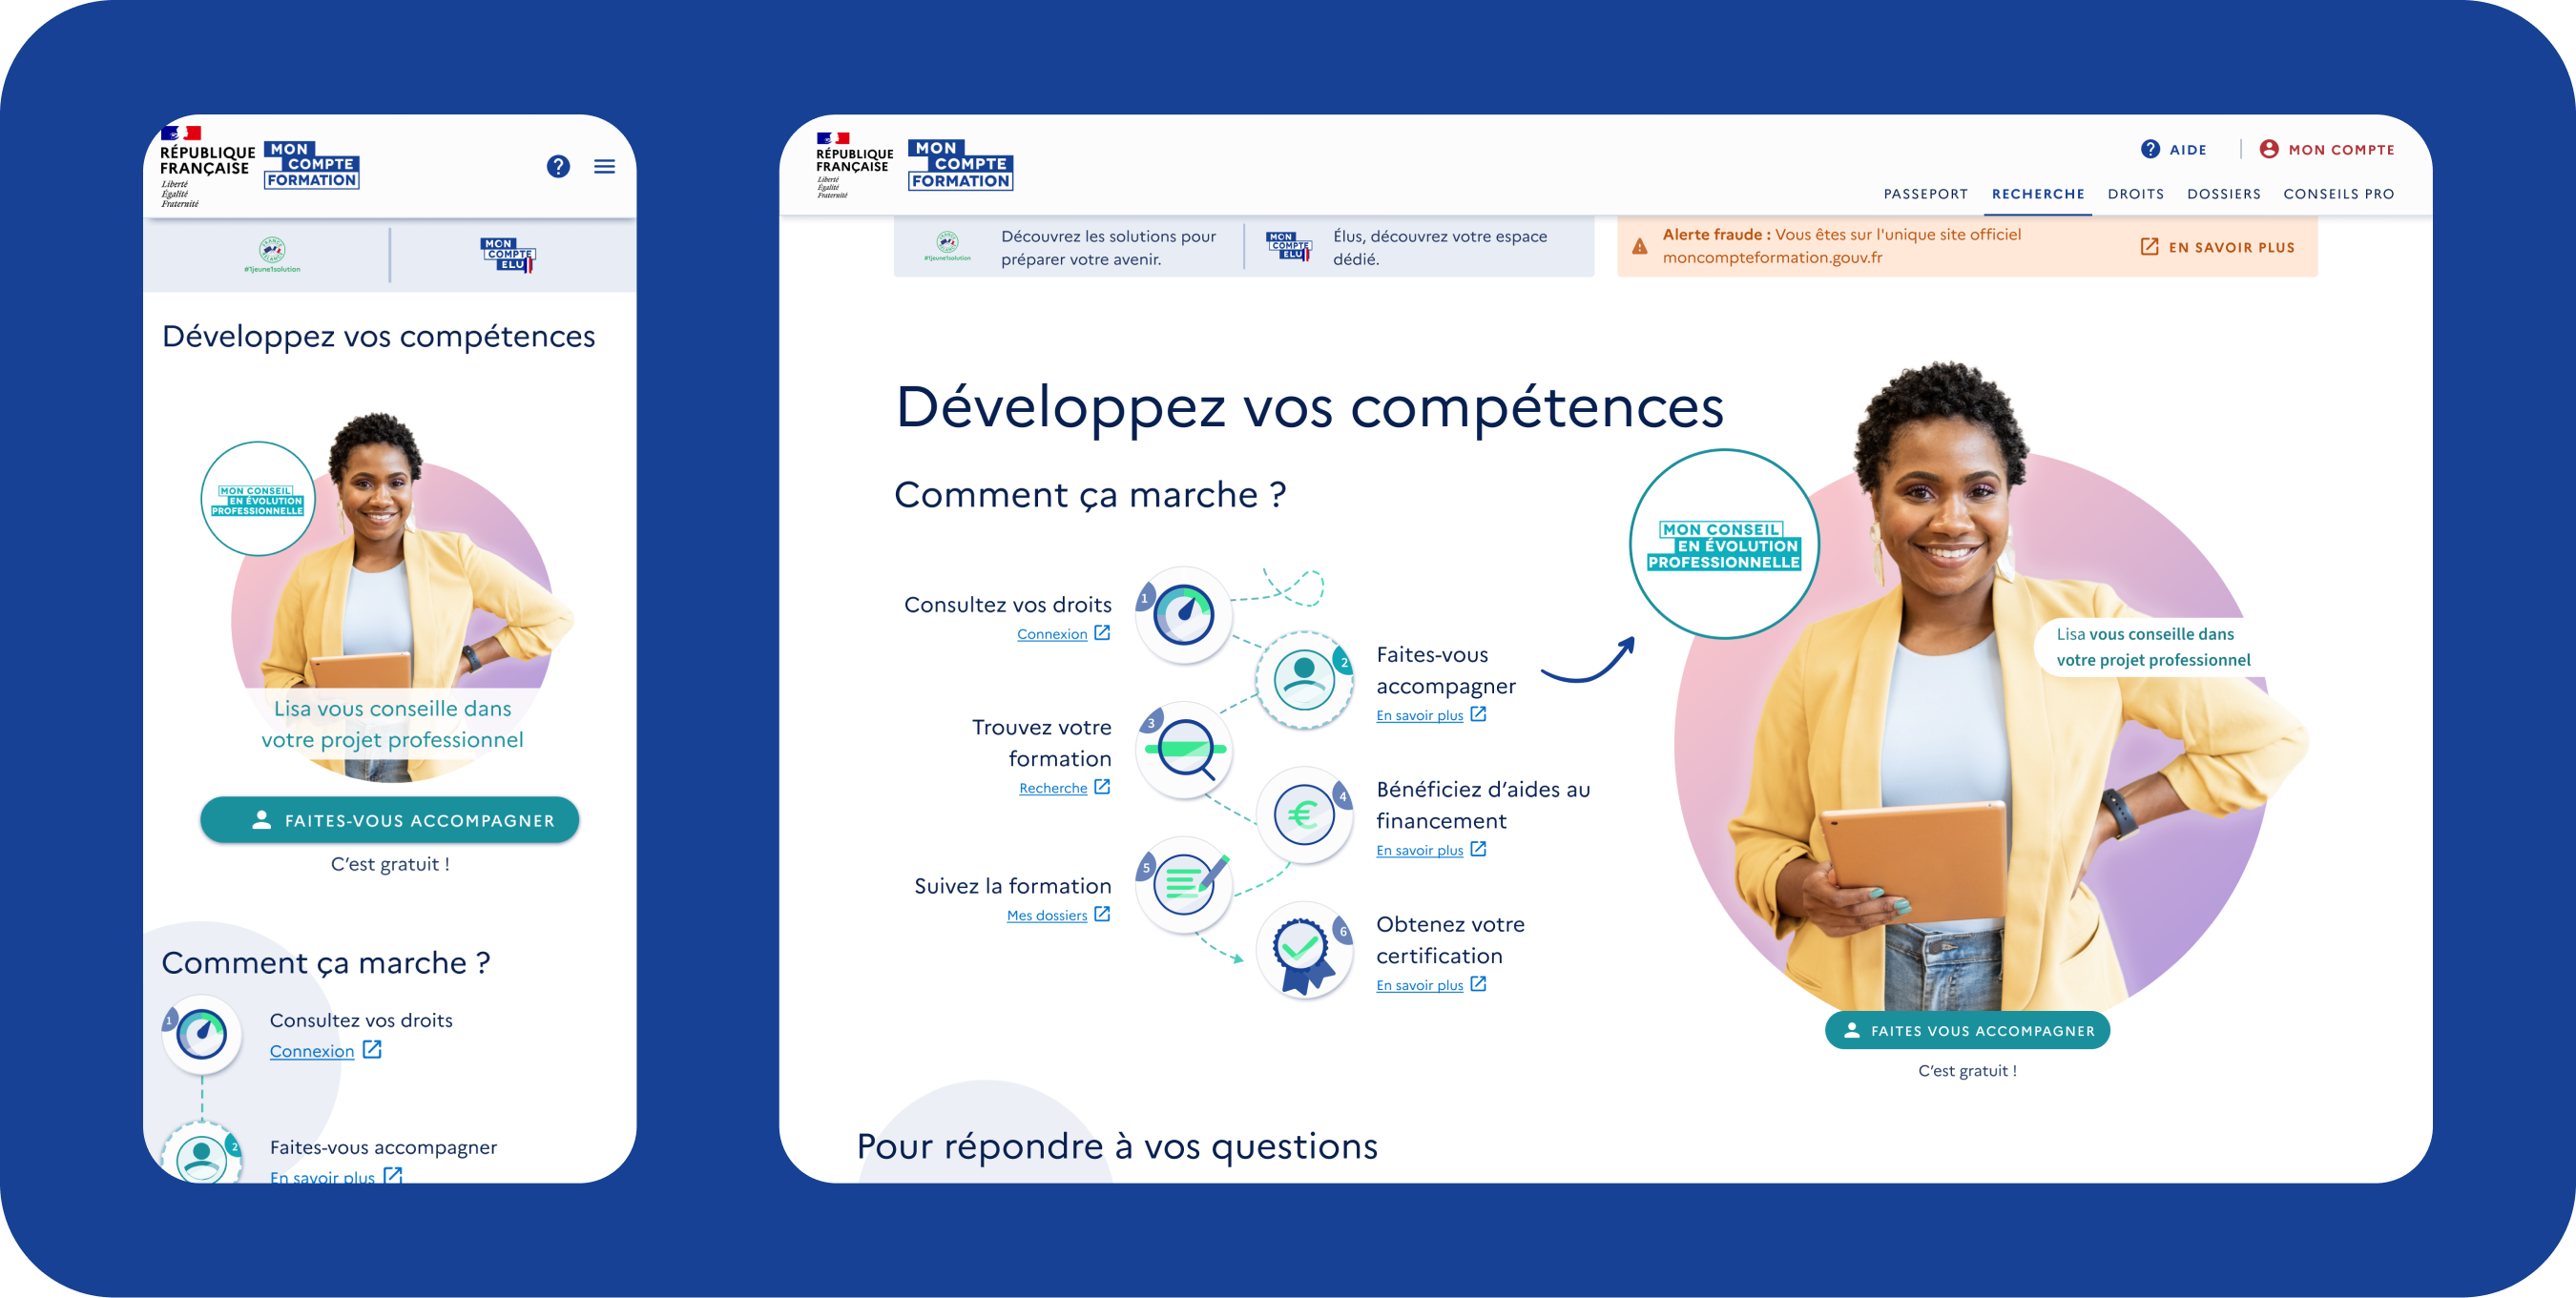 RÉPUBLIQUE
FRANÇAISE
Liberté
Égalité
Fraternité
MON
COMPTE
FORMATION
?
#1jeune1solution
MON
COMPTE
ELU
Développez vos compétences
MON CONSEIL
EN ÉVOLUTION
PROFESSIONNELLE
Lisa vous conseille dans
votre projet professionnel
FAITES-VOUS ACCOMPAGNER
C’est gratuit !
Comment ça marche ?
1
Consultez vos droits
Connexion
2
Faites-vous accompagner
En savoir plus
RÉPUBLIQUE
FRANÇAISE
Liberté
Égalité
Fraternité
MON
COMPTE
FORMATION
? AIDE
MON COMPTE
PASSEPORT RECHERCHE DROITS DOSSIERS CONSEILS PRO
#1jeune1solution
Découvrez les solutions pour
préparer votre avenir.
MON
COMPTE
ELU
Élus, découvrez votre espace
dédié.
Alerte fraude : Vous êtes sur l'unique site officiel
moncompteformation.gouv.fr
EN SAVOIR PLUS
Développez vos compétences
Comment ça marche ?
Consultez vos droits
Connexion
1
2
Faites-vous
accompagner
En savoir plus
Trouvez votre
formation
Recherche
3
4
Bénéficiez d’aides au
financement
En savoir plus
€
Suivez la formation
Mes dossiers
5
6
Obtenez votre
certification
En savoir plus
MON CONSEIL
EN ÉVOLUTION
PROFESSIONNELLE
Lisa vous conseille dans
votre projet professionnel
FAITES VOUS ACCOMPAGNER
C’est gratuit !
Pour répondre à vos questions